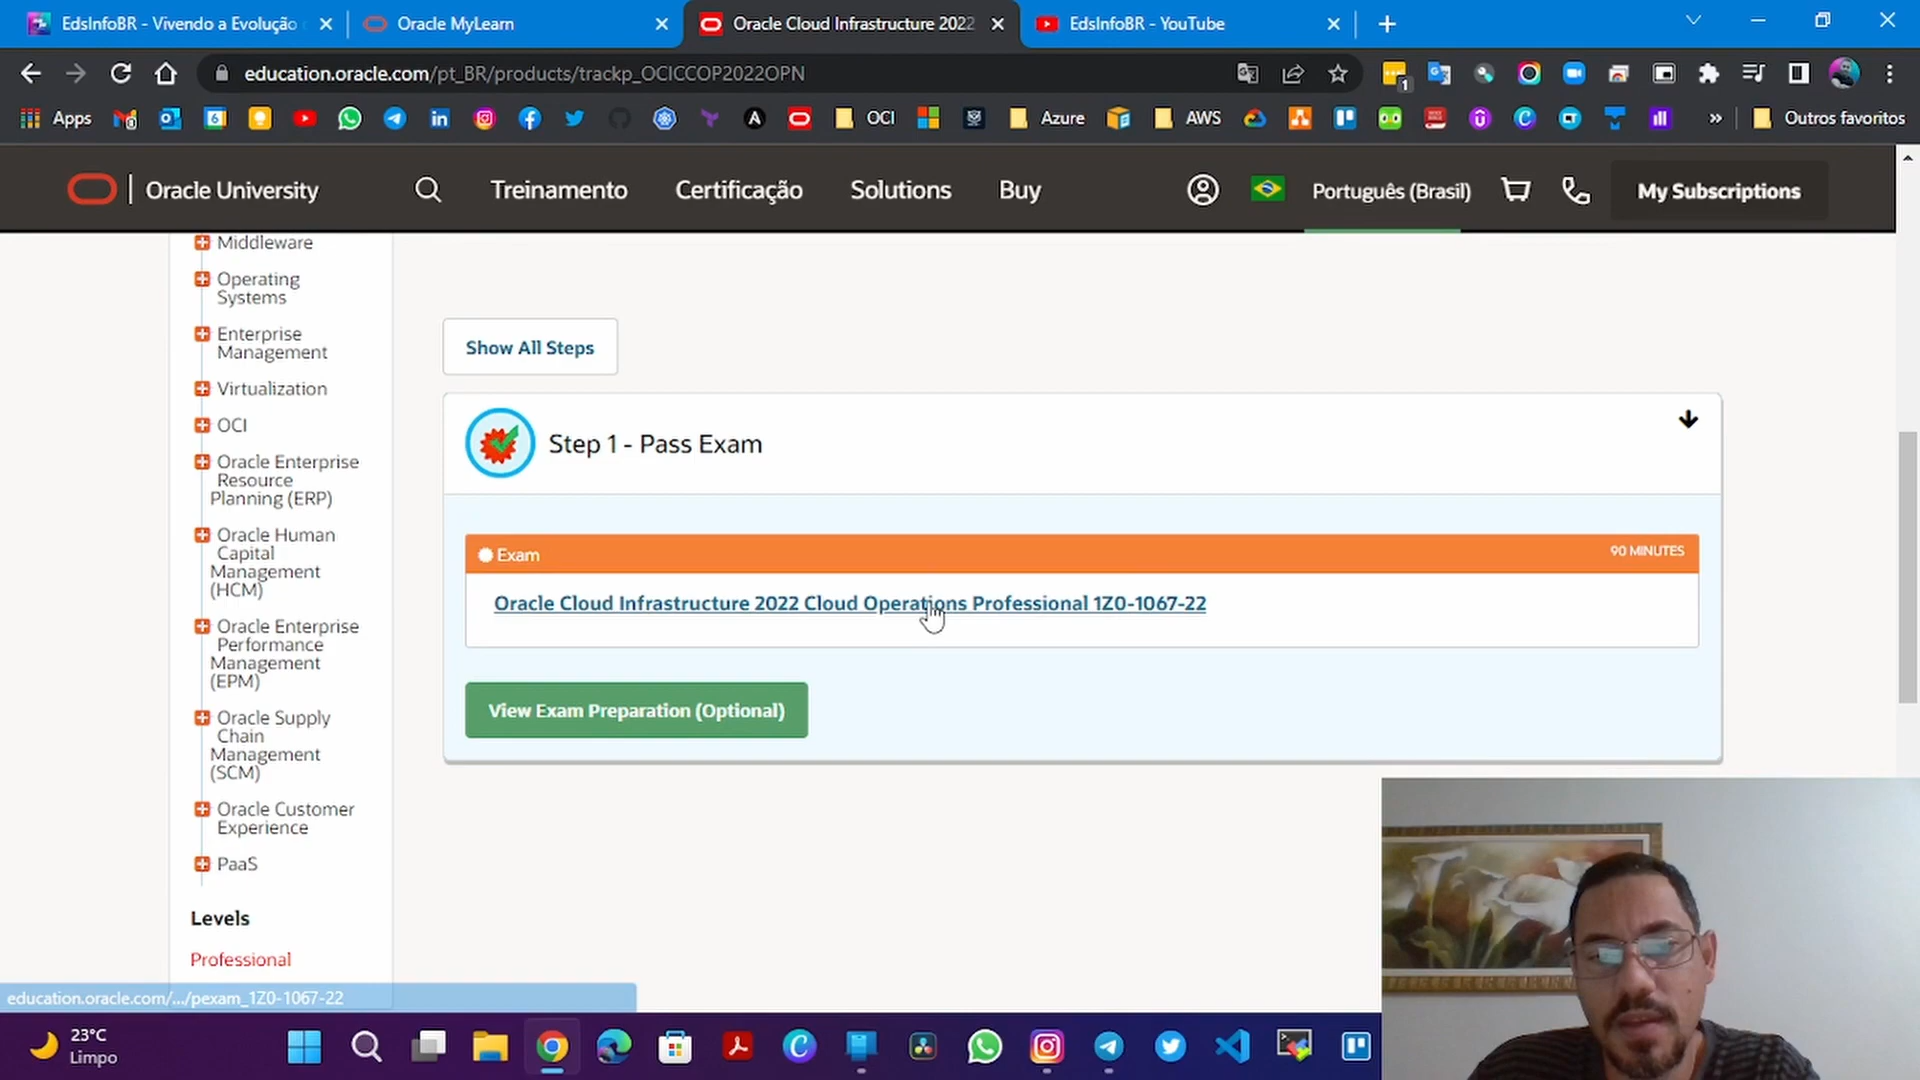 EdsInfoBR - Vivendo a Evolução
Oracle MyLearn
Oracle Cloud Infrastructure 2022
EdsInfoBR - YouTube
education.oracle.com/pt_BR/products/trackp_OCICCOP2022OPN
1
Apps
6
A
OCI
Azure
AWS
»
Outros favoritos
Oracle University
Treinamento
Certificação
Solutions
Buy
Português (Brasil)
My Subscriptions
Middleware
Operating
Systems
Enterprise
Management
Virtualization
OCI
Oracle Enterprise
Resource
Planning (ERP)
Oracle Human
Capital
Management
(HCM)
Oracle Enterprise
Performance
Management
(EPM)
Oracle Supply
Chain
Management
(SCM)
Oracle Customer
Experience
PaaS
Levels
Professional
Show All Steps
Step 1 - Pass Exam
Exam
90 MINUTES
Oracle Cloud Infrastructure 2022 Cloud Operations Professional 1Z0-1067-22
View Exam Preparation (Optional)
education.oracle.com/.../pexam_1Z0-1067-22
23°C
Limpo